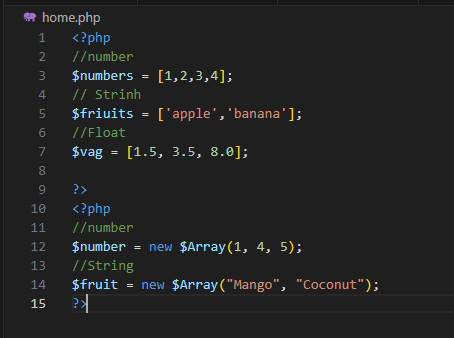 home.php
1 <?php
2 //number
3 $numbers = [1,2,3,4];
4 // Strinh
5 $friuits = ['apple','banana'];
6 //Float
7 $vag = [1.5, 3.5, 8.0];
8
9 ?>
10 <?php
11 //number
12 $number = new $Array(1, 4, 5);
13 //String
14 $fruit = new $Array("Mango", "Coconut");
15 ?>